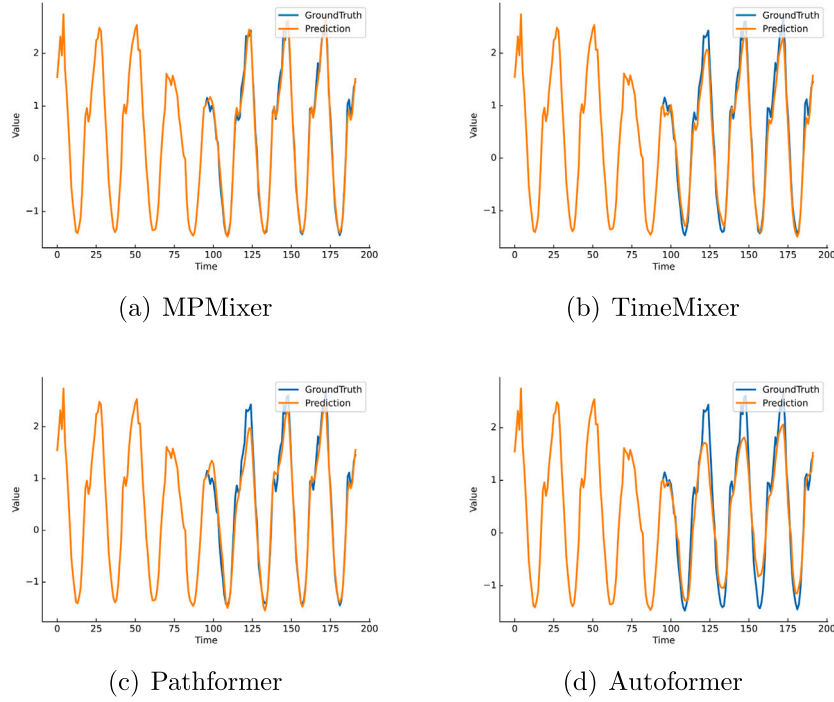 GroundTruth
Prediction
2
1
0
−1
Value
0 25 50 75 100 125 150 175 200
Time
(a) MPMixer
GroundTruth
Prediction
2
1
0
−1
Value
0 25 50 75 100 125 150 175 200
Time
(b) TimeMixer
GroundTruth
Prediction
2
1
0
−1
Value
0 25 50 75 100 125 150 175 200
Time
(c) Pathformer
GroundTruth
Prediction
2
1
0
−1
Value
0 25 50 75 100 125 150 175 200
Time
(d) Autoformer